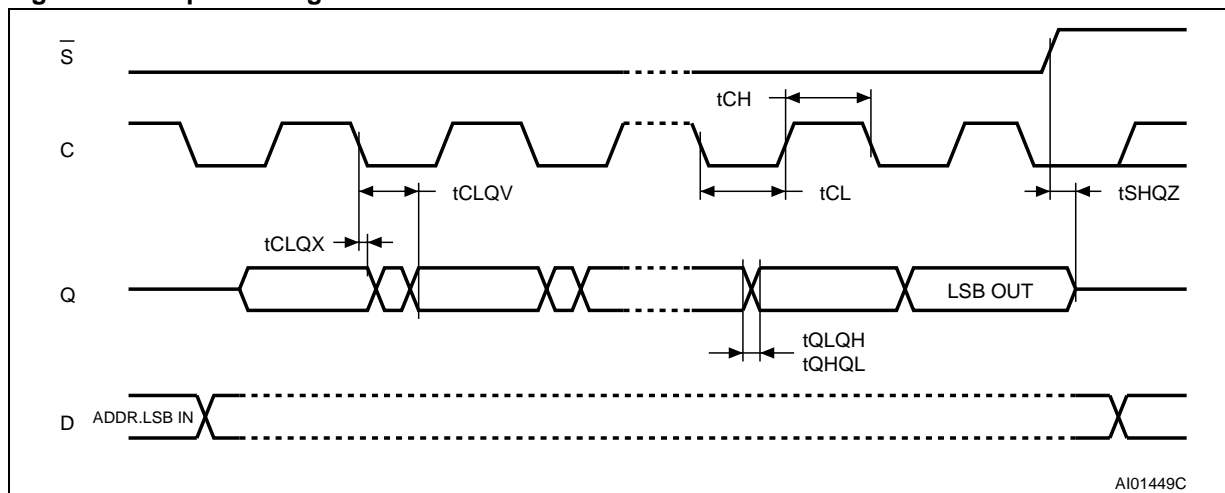 S
tCH
C
tCLQV
tCL
tSHQZ
tCLQX
Q
LSB OUT
tQLQH
tQHQL
D
ADDR.LSB IN
AI01449C